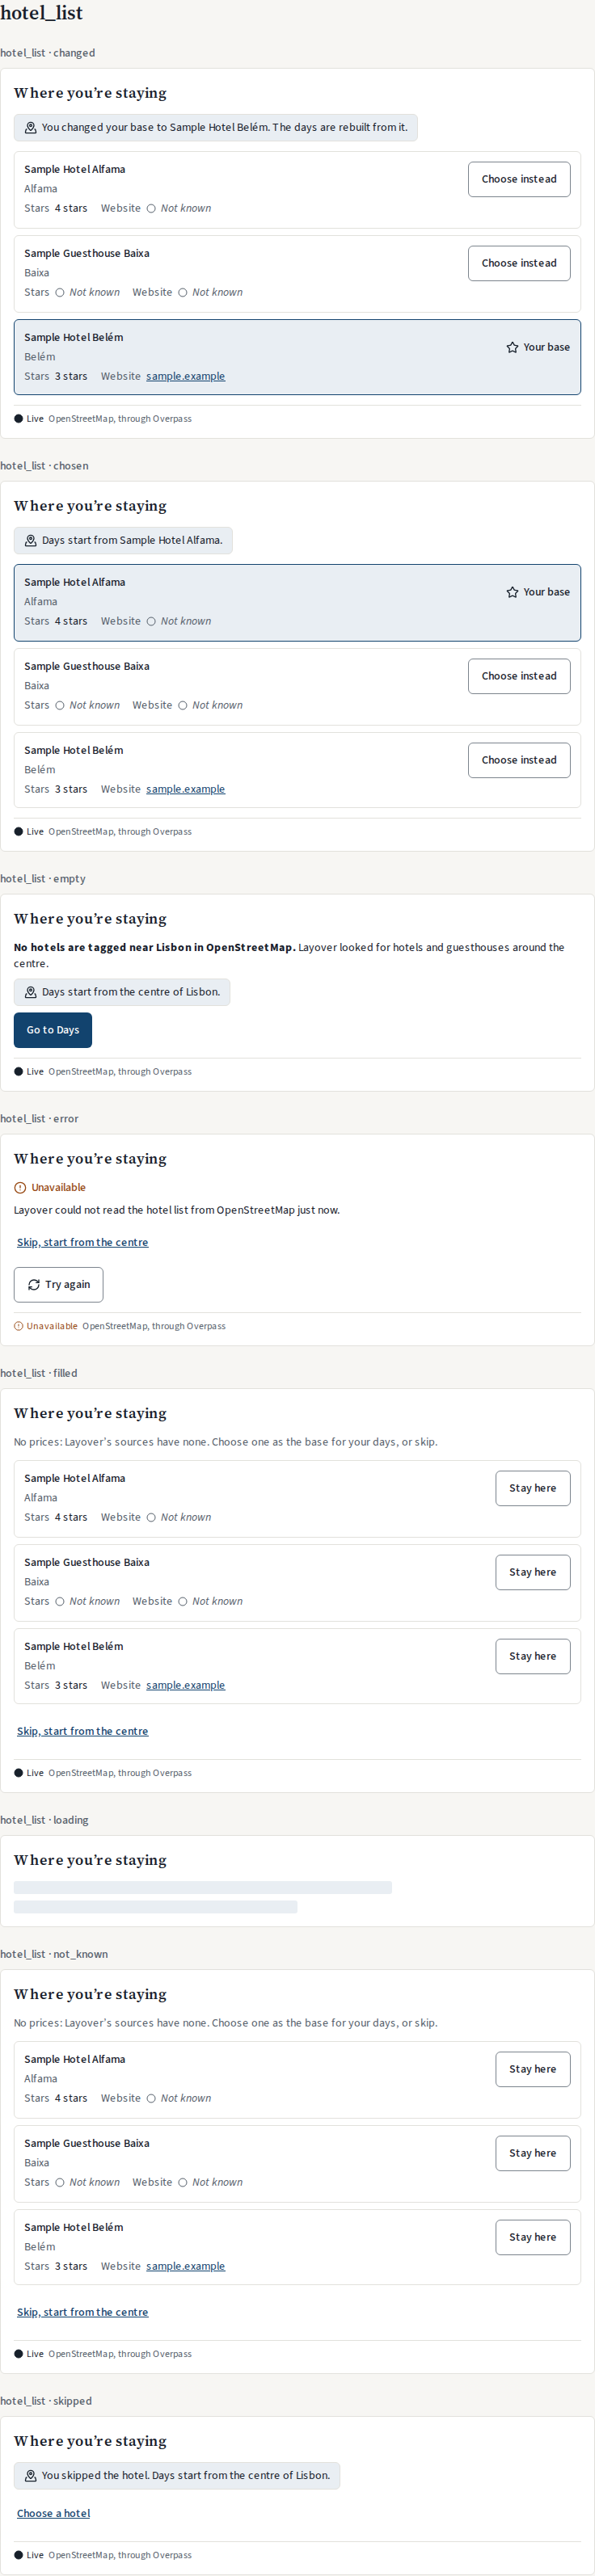 hotel_list
hotel_list · changed
Where you’re staying
You changed your base to Sample Hotel Belém. The days are rebuilt from it.
Sample Hotel Alfama
Choose instead
Alfama
Stars 4 stars Website Not known
Sample Guesthouse Baixa
Choose instead
Baixa
Stars Not known Website Not known
Sample Hotel Belém
Your base
Belém
Stars 3 stars Website sample.example
Live OpenStreetMap, through Overpass
hotel_list · chosen
Where you’re staying
Days start from Sample Hotel Alfama.
Sample Hotel Alfama
Your base
Alfama
Stars 4 stars Website Not known
Sample Guesthouse Baixa
Choose instead
Baixa
Stars Not known Website Not known
Sample Hotel Belém
Choose instead
Belém
Stars 3 stars Website sample.example
Live OpenStreetMap, through Overpass
hotel_list · empty
Where you’re staying
No hotels are tagged near Lisbon in OpenStreetMap. Layover looked for hotels and guesthouses around the
centre.
Days start from the centre of Lisbon.
Go to Days
Live OpenStreetMap, through Overpass
hotel_list · error
Where you’re staying
Unavailable
Layover could not read the hotel list from OpenStreetMap just now.
Skip, start from the centre
Try again
Unavailable OpenStreetMap, through Overpass
hotel_list · filled
Where you’re staying
No prices: Layover’s sources have none. Choose one as the base for your days, or skip.
Sample Hotel Alfama
Stay here
Alfama
Stars 4 stars Website Not known
Sample Guesthouse Baixa
Stay here
Baixa
Stars Not known Website Not known
Sample Hotel Belém
Stay here
Belém
Stars 3 stars Website sample.example
Skip, start from the centre
Live OpenStreetMap, through Overpass
hotel_list · loading
Where you’re staying
hotel_list · not_known
Where you’re staying
No prices: Layover’s sources have none. Choose one as the base for your days, or skip.
Sample Hotel Alfama
Stay here
Alfama
Stars 4 stars Website Not known
Sample Guesthouse Baixa
Stay here
Baixa
Stars Not known Website Not known
Sample Hotel Belém
Stay here
Belém
Stars 3 stars Website sample.example
Skip, start from the centre
Live OpenStreetMap, through Overpass
hotel_list · skipped
Where you’re staying
You skipped the hotel. Days start from the centre of Lisbon.
Choose a hotel
Live OpenStreetMap, through Overpass